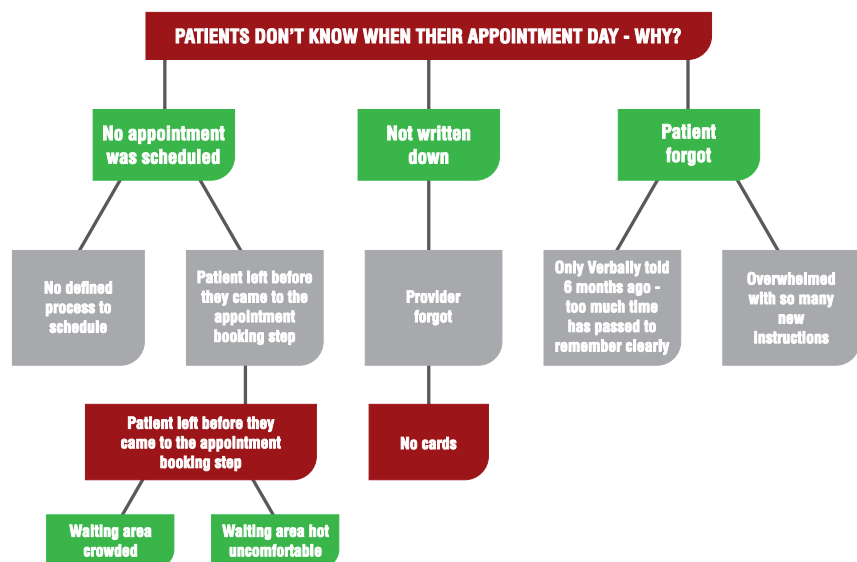 PATIENTS DON'T KNOW WHEN THEIR APPOINTMENT DAY - WHY?
No appointment
was scheduled
Not written
down
Patient
forgot
No defined
process to
schedule
Patient left before
they came to the
appointment
booking step
Provider
forgot
Only Verbally told
6 months ago -
too much time
has passed to
remember clearly
Overwhelmed
with so many
new
instructions
Patient left before they
came to the appointment
booking step
No cards
Waiting area
crowded
Waiting area hot
uncomfortable